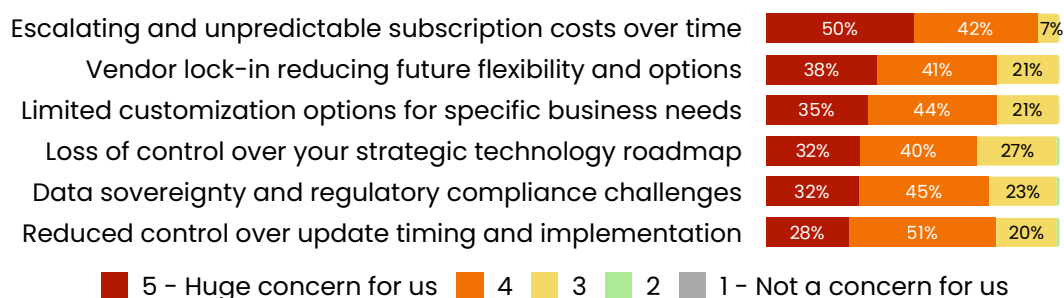 Escalating and unpredictable subscription costs over time 50% 42% 7%
Vendor lock-in reducing future flexibility and options 38% 41% 21%
Limited customization options for specific business needs 35% 44% 21%
Loss of control over your strategic technology roadmap 32% 40% 27%
Data sovereignty and regulatory compliance challenges 32% 45% 23%
Reduced control over update timing and implementation 28% 51% 20%
5 - Huge concern for us 4 3 2 1 - Not a concern for us